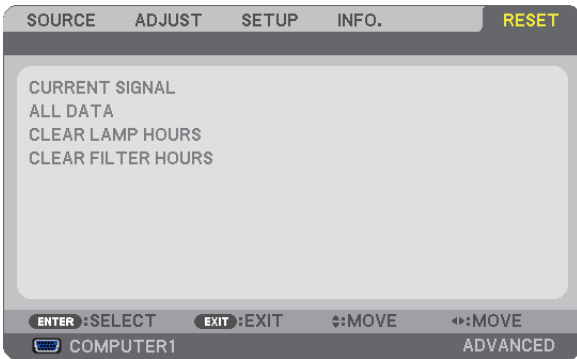 SOURCE ADJUST SETUP INFO. RESET
CURRENT SIGNAL
ALL DATA
CLEAR LAMP HOURS
CLEAR FILTER HOURS
ENTER :SELECT EXIT :EXIT :MOVE :MOVE
COMPUTER1 ADVANCED